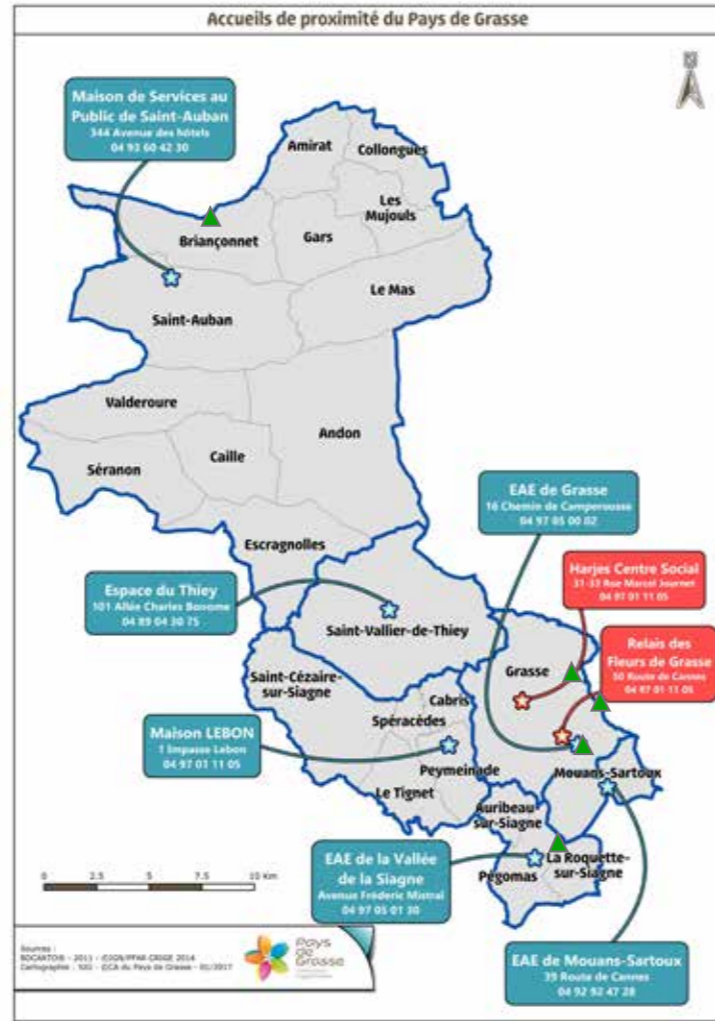 Accueils de proximité du Pays de Grasse
Maison de Services au
Public de Saint-Auban
344 Avenue des hôtels
04 93 60 42 30
Amirat
Collongues
Les
Mujouls
Briançonnet
Gars
Le Mas
Saint-Auban
Valderoure
Andon
Caille
Séranon
EAE de Grasse
16 Chemin de Camperousse
04 97 05 00 02
Escragnolles
Harjes Centre Social
31-33 Rue Marcel Journet
04 97 01 11 05
Espace du Thiey
101 Allée Charles Bonome
04 89 04 30 75
Saint-Vallier-de-Thiey
Relais des
Fleurs de Grasse
50 Route de Cannes
04 97 01 11 05
Grasse
Saint-Cézaire-
sur-Siagne
Cabris
Spéracèdes
Maison LEBON
1 Impasse Lebon
04 97 01 11 05
Peymeinade
Mouans-Sartoux
Le Tignet
Auribeau-
sur-Siagne
EAE de la Vallée
de la Siagne
Avenue Fréderic Mistral
04 97 05 01 30
La Roquette-
sur-Siagne
Pégomas
0 2.5 5 10 Km
EAE de Mouans-Sartoux
39 Route de Cannes
04 92 92 47 28
Sources :
Pays
de
Grasse